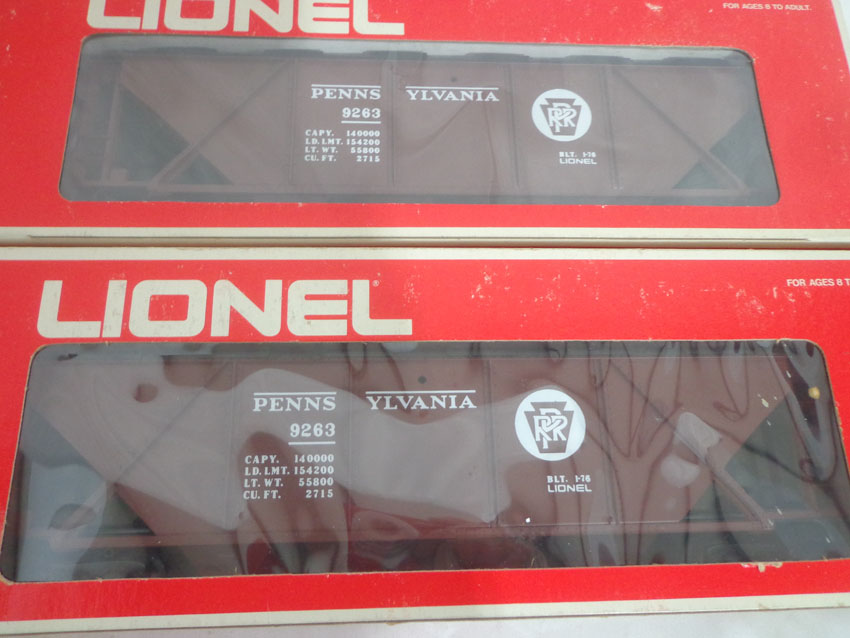 LIONEL
FOR AGES 8 TO ADULT.
PENNS YLVANIA
9263
CAPY. 140000
LD. LMT. 154200
LT. WT. 55800
CU. FT. 2715
PRR
BLT. 1-76
LIONEL
LIONEL®
FOR AGES 8 T
PENNS YLVANIA
9263
CAPY. 140000
LD. LMT. 154200
LT. WT. 55800
CU. FT. 2715
PRR
BLT. 1-76
LIONEL